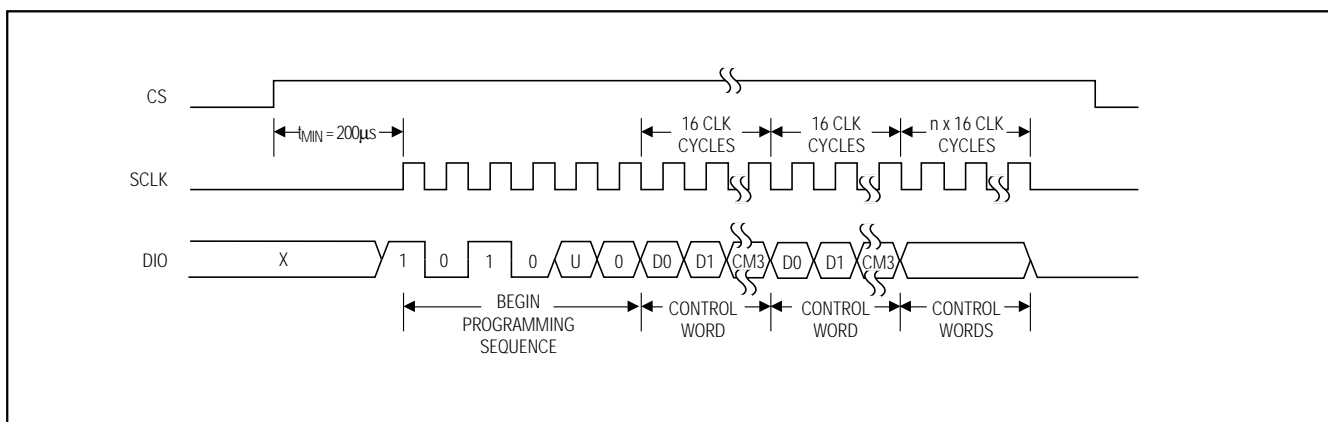 CS
tMIN = 200µs
16 CLK
CYCLES
16 CLK
CYCLES
n x 16 CLK
CYCLES
SCLK
DIO
X
1
0
1
0
U
0
D0
D1
CM3
D0
D1
CM3
BEGIN
PROGRAMMING
SEQUENCE
CONTROL
WORD
CONTROL
WORD
CONTROL
WORDS